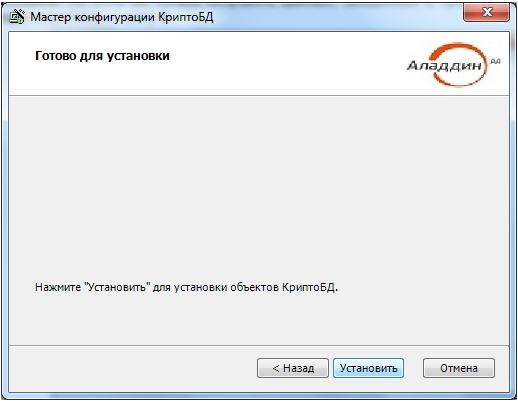 Мастер конфигурации КриптоБД
Готово для установки
Аладдин РД
Нажмите "Установить" для установки объектов КриптоБД.
< Назад
Установить
Отмена